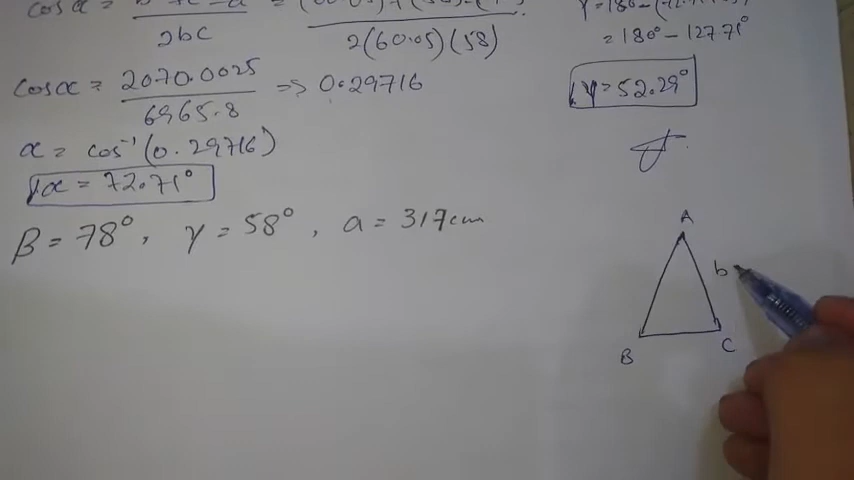 cosα =
2bc
2(60.05)(58)
= 180° - 127.71°
γ = 52.29°
cosα = 2070.0025 / 6965.8 => 0.29716
α = cos⁻¹(0.29716)
α = 72.71°
β = 78°, γ = 58°, a = 317cm
A
b
B
C